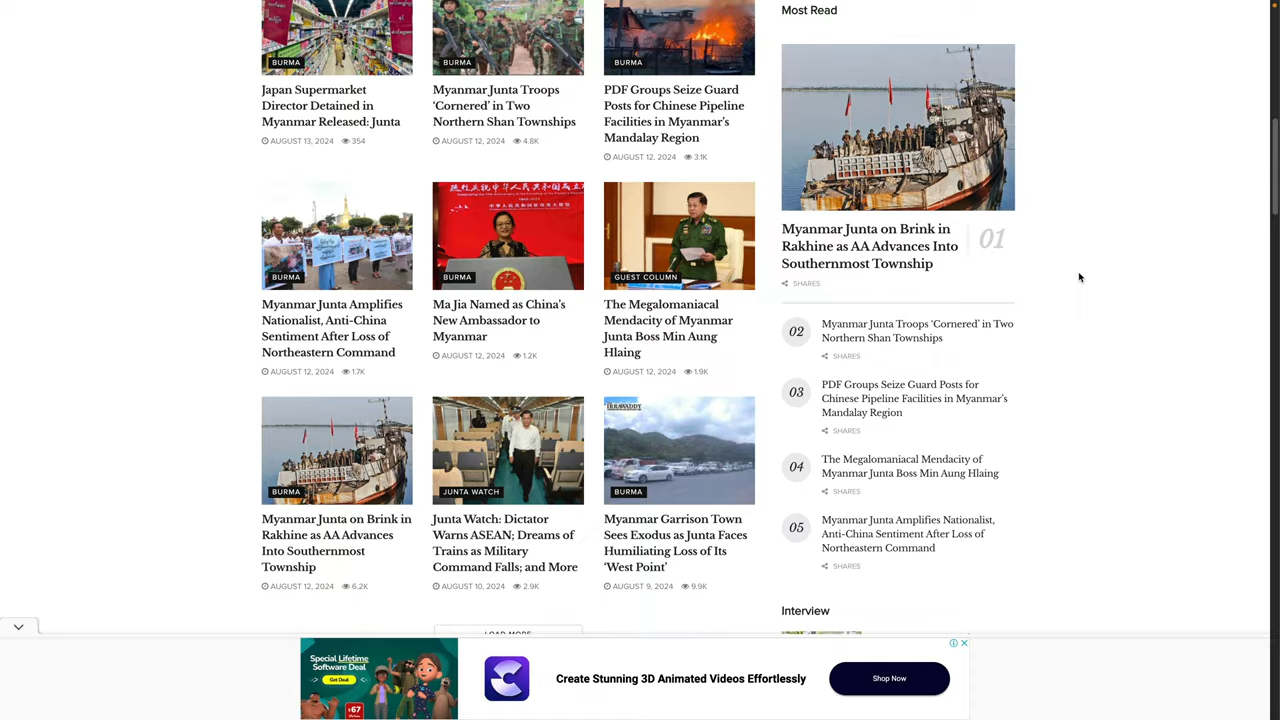 BURMA
Japan Supermarket
Director Detained in
Myanmar Released: Junta
AUGUST 13, 2024 354
BURMA
Myanmar Junta Troops
‘Cornered’ in Two
Northern Shan Townships
AUGUST 12, 2024 4.8K
BURMA
PDF Groups Seize Guard
Posts for Chinese Pipeline
Facilities in Myanmar’s
Mandalay Region
AUGUST 12, 2024 3.1K
BURMA
Myanmar Junta Amplifies
Nationalist, Anti-China
Sentiment After Loss of
Northeastern Command
AUGUST 12, 2024 1.7K
BURMA
Ma Jia Named as China’s
New Ambassador to
Myanmar
AUGUST 12, 2024 1.2K
GUEST COLUMN
The Megalomaniacal
Mendacity of Myanmar
Junta Boss Min Aung
Hlaing
AUGUST 12, 2024 1.9K
BURMA
Myanmar Junta on Brink in
Rakhine as AA Advances
Into Southernmost
Township
AUGUST 12, 2024 6.2K
JUNTA WATCH
Junta Watch: Dictator
Warns ASEAN; Dreams of
Trains as Military
Command Falls; and More
AUGUST 10, 2024 2.9K
IRRAWADDY
BURMA
Myanmar Garrison Town
Sees Exodus as Junta Faces
Humiliating Loss of Its
‘West Point’
AUGUST 9, 2024 9.9K
LOAD MORE
Most Read
Myanmar Junta on Brink in
Rakhine as AA Advances Into
Southernmost Township
01
SHARES
02
Myanmar Junta Troops ‘Cornered’ in Two
Northern Shan Townships
SHARES
03
PDF Groups Seize Guard Posts for
Chinese Pipeline Facilities in Myanmar’s
Mandalay Region
SHARES
04
The Megalomaniacal Mendacity of
Myanmar Junta Boss Min Aung Hlaing
SHARES
05
Myanmar Junta Amplifies Nationalist,
Anti-China Sentiment After Loss of
Northeastern Command
SHARES
Interview
Special Lifetime
Software Deal
Get Deal
$67
Create Stunning 3D Animated Videos Effortlessly
Shop Now